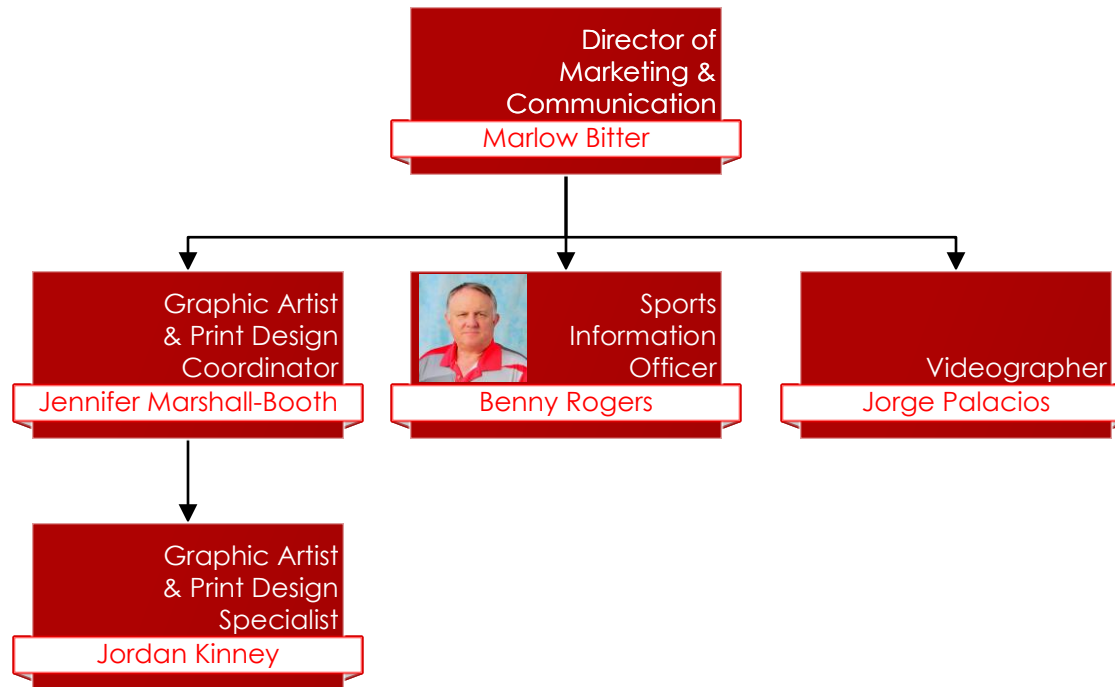 Director of
Marketing &
Communication
Marlow Bitter
Graphic Artist
& Print Design
Coordinator
Jennifer Marshall-Booth
Sports
Information
Officer
Benny Rogers
Videographer
Jorge Palacios
Graphic Artist
& Print Design
Specialist
Jordan Kinney